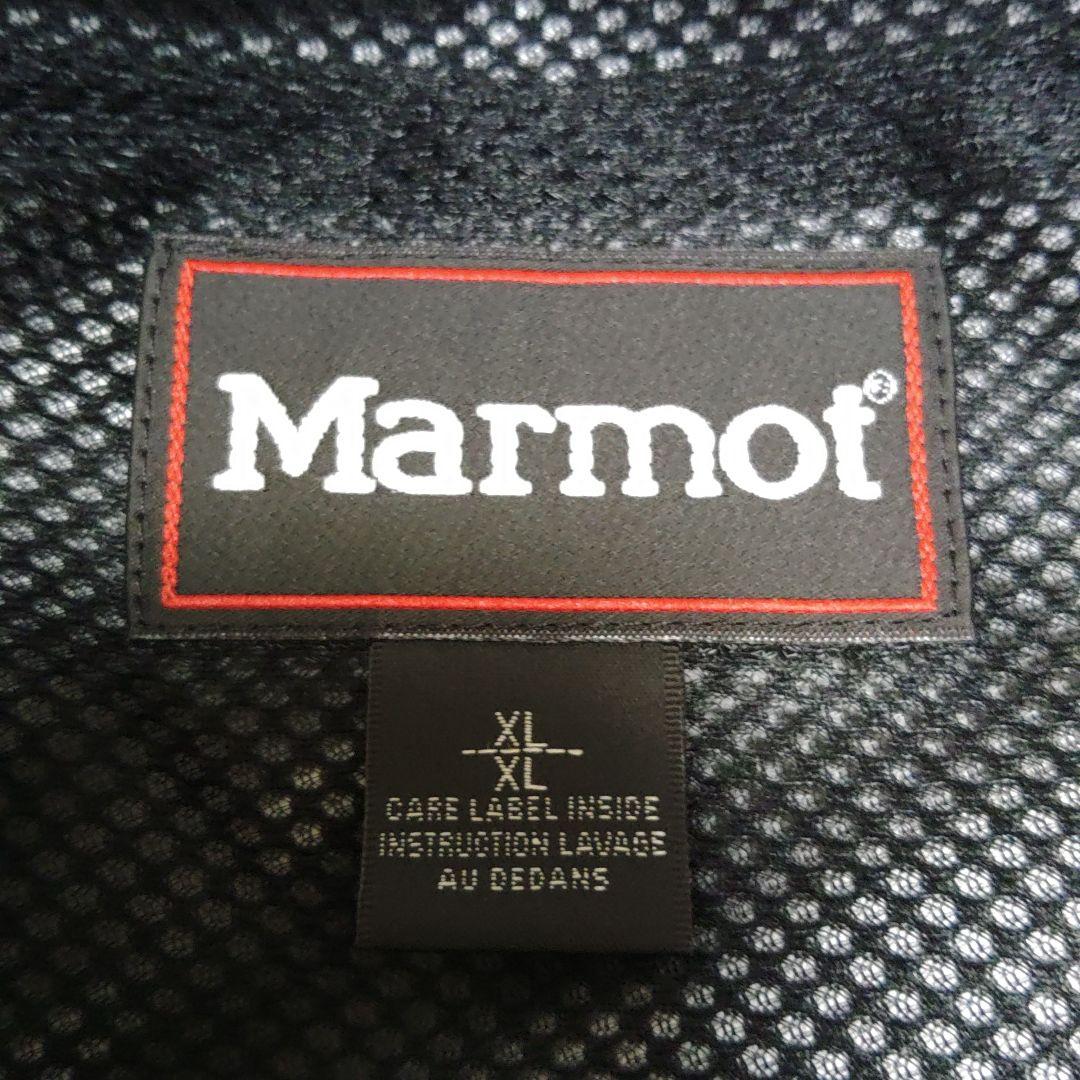 Marmot®
XL
XL
CARE LABEL INSIDE
INSTRUCTION LAVAGE
AU DEDANS